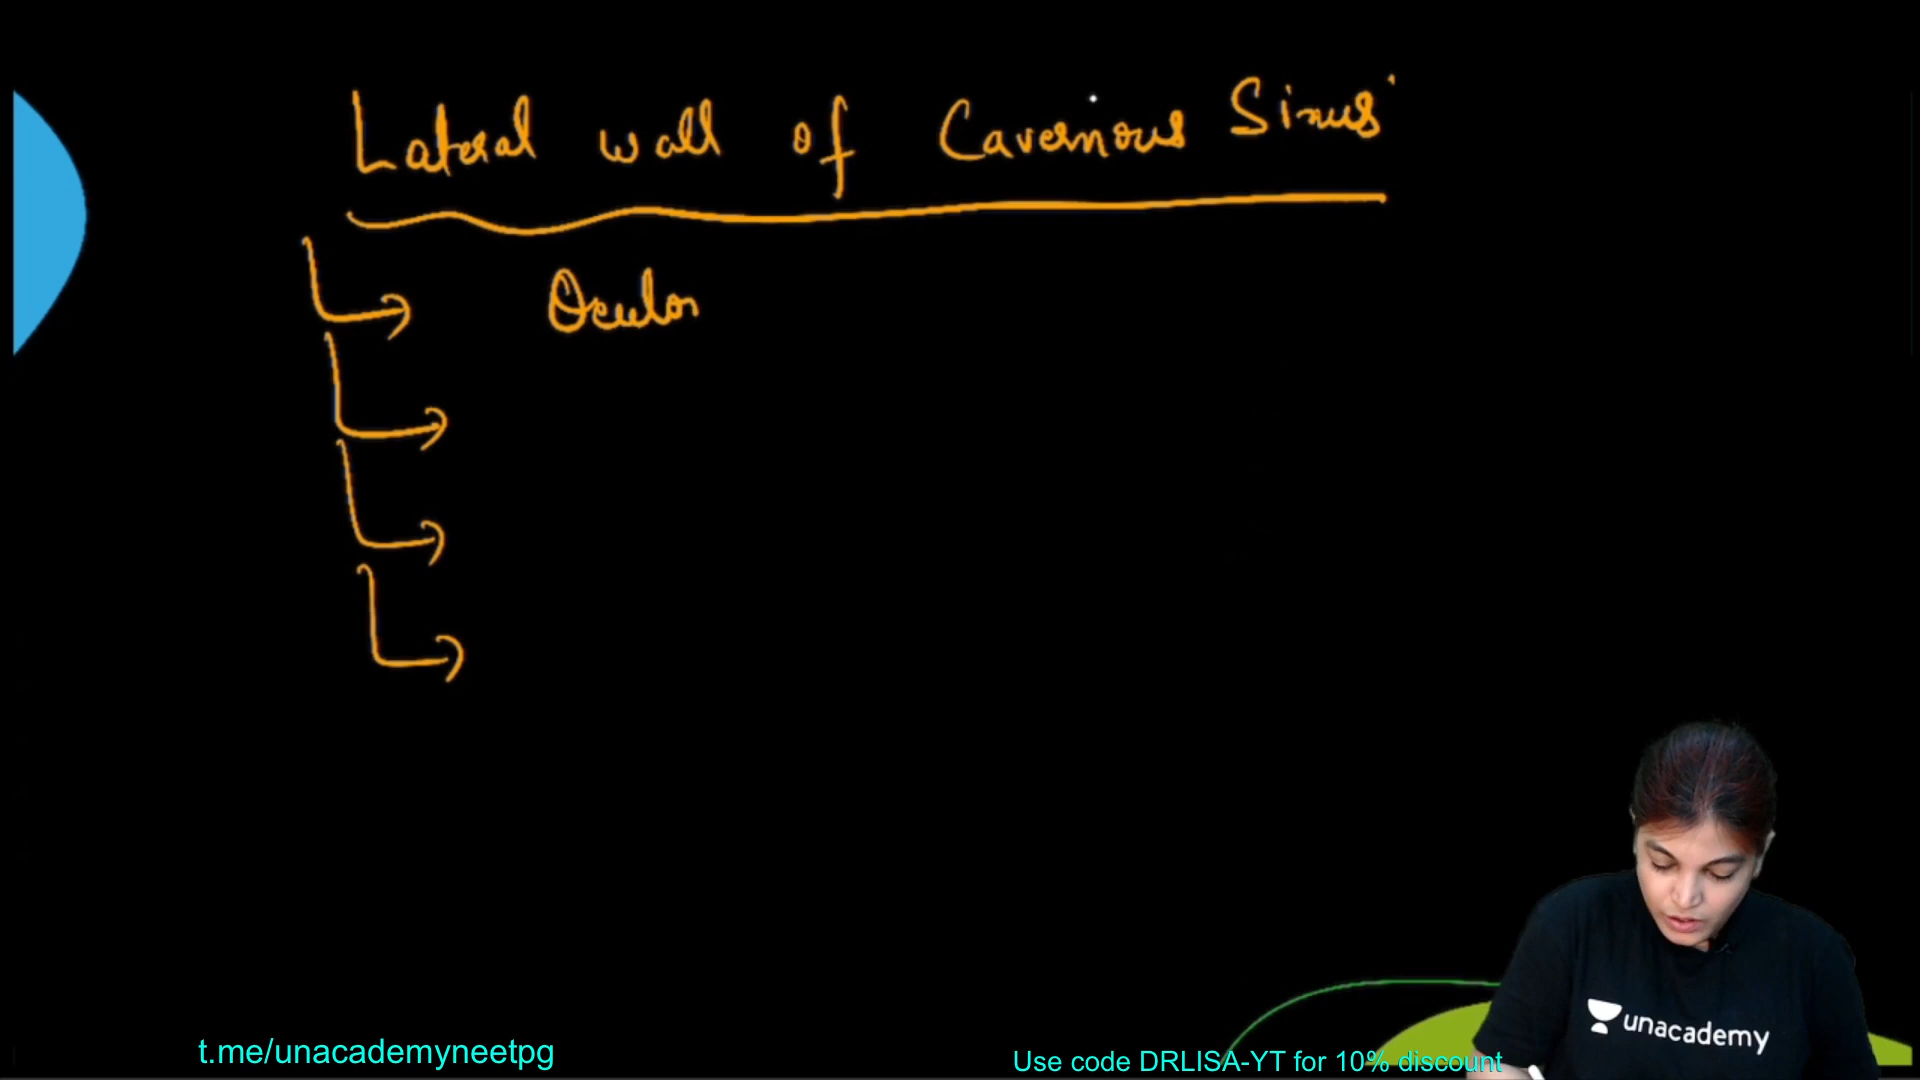 Lateral wall of Cavernous Sinus
Oculor
unacademy
t.me/unacademyneetpg
Use code DRLISA-YT for 10% discount